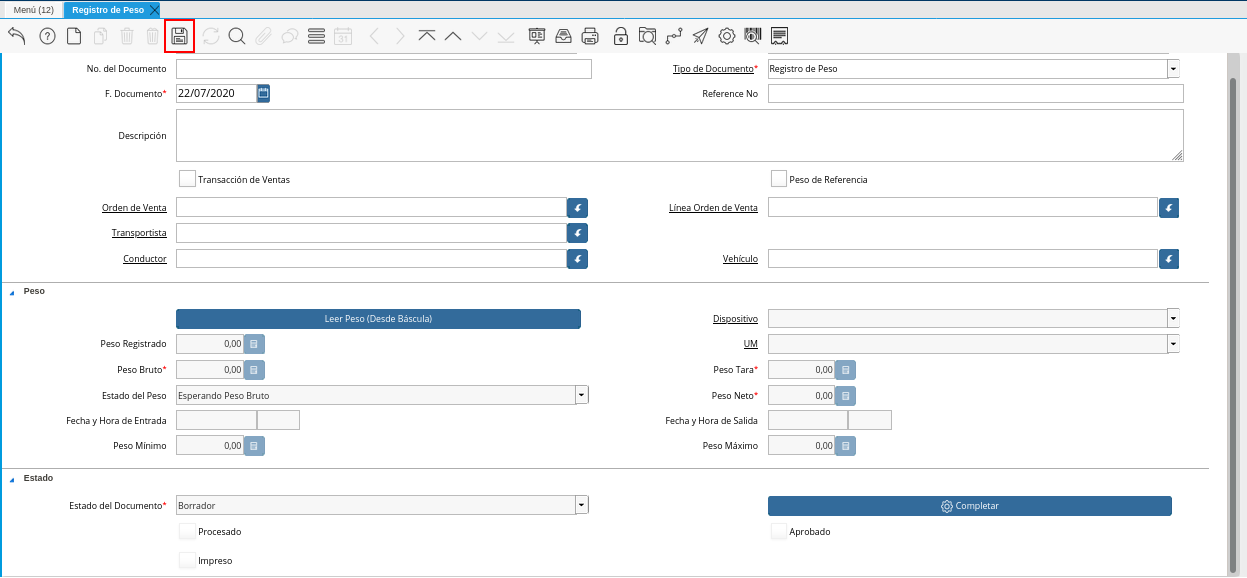 Menú (12) Registro de Peso
No. del Documento Tipo de Documento* Registro de Peso
F. Documento* 22/07/2020 Reference No
Descripción
Transacción de Ventas Peso de Referencia
Orden de Venta Línea Orden de Venta
Transportista
Conductor Vehículo
Peso
Leer Peso (Desde Báscula) Dispositivo
Peso Registrado 0,00 UM
Peso Bruto* 0,00 Peso Tara* 0,00
Estado del Peso Esperando Peso Bruto Peso Neto* 0,00
Fecha y Hora de Entrada Fecha y Hora de Salida
Peso Mínimo 0,00 Peso Máximo 0,00
Estado
Estado del Documento* Borrador Completar
Procesado Aprobado
Impreso